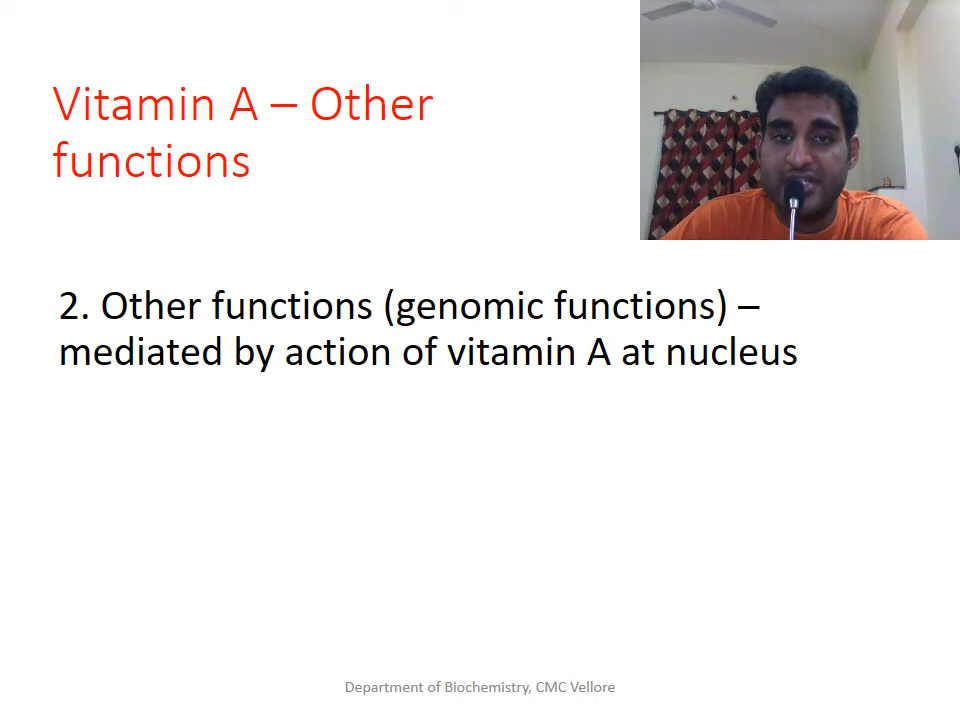 Vitamin A – Other
functions
2. Other functions (genomic functions) –
mediated by action of vitamin A at nucleus
Department of Biochemistry, CMC Vellore